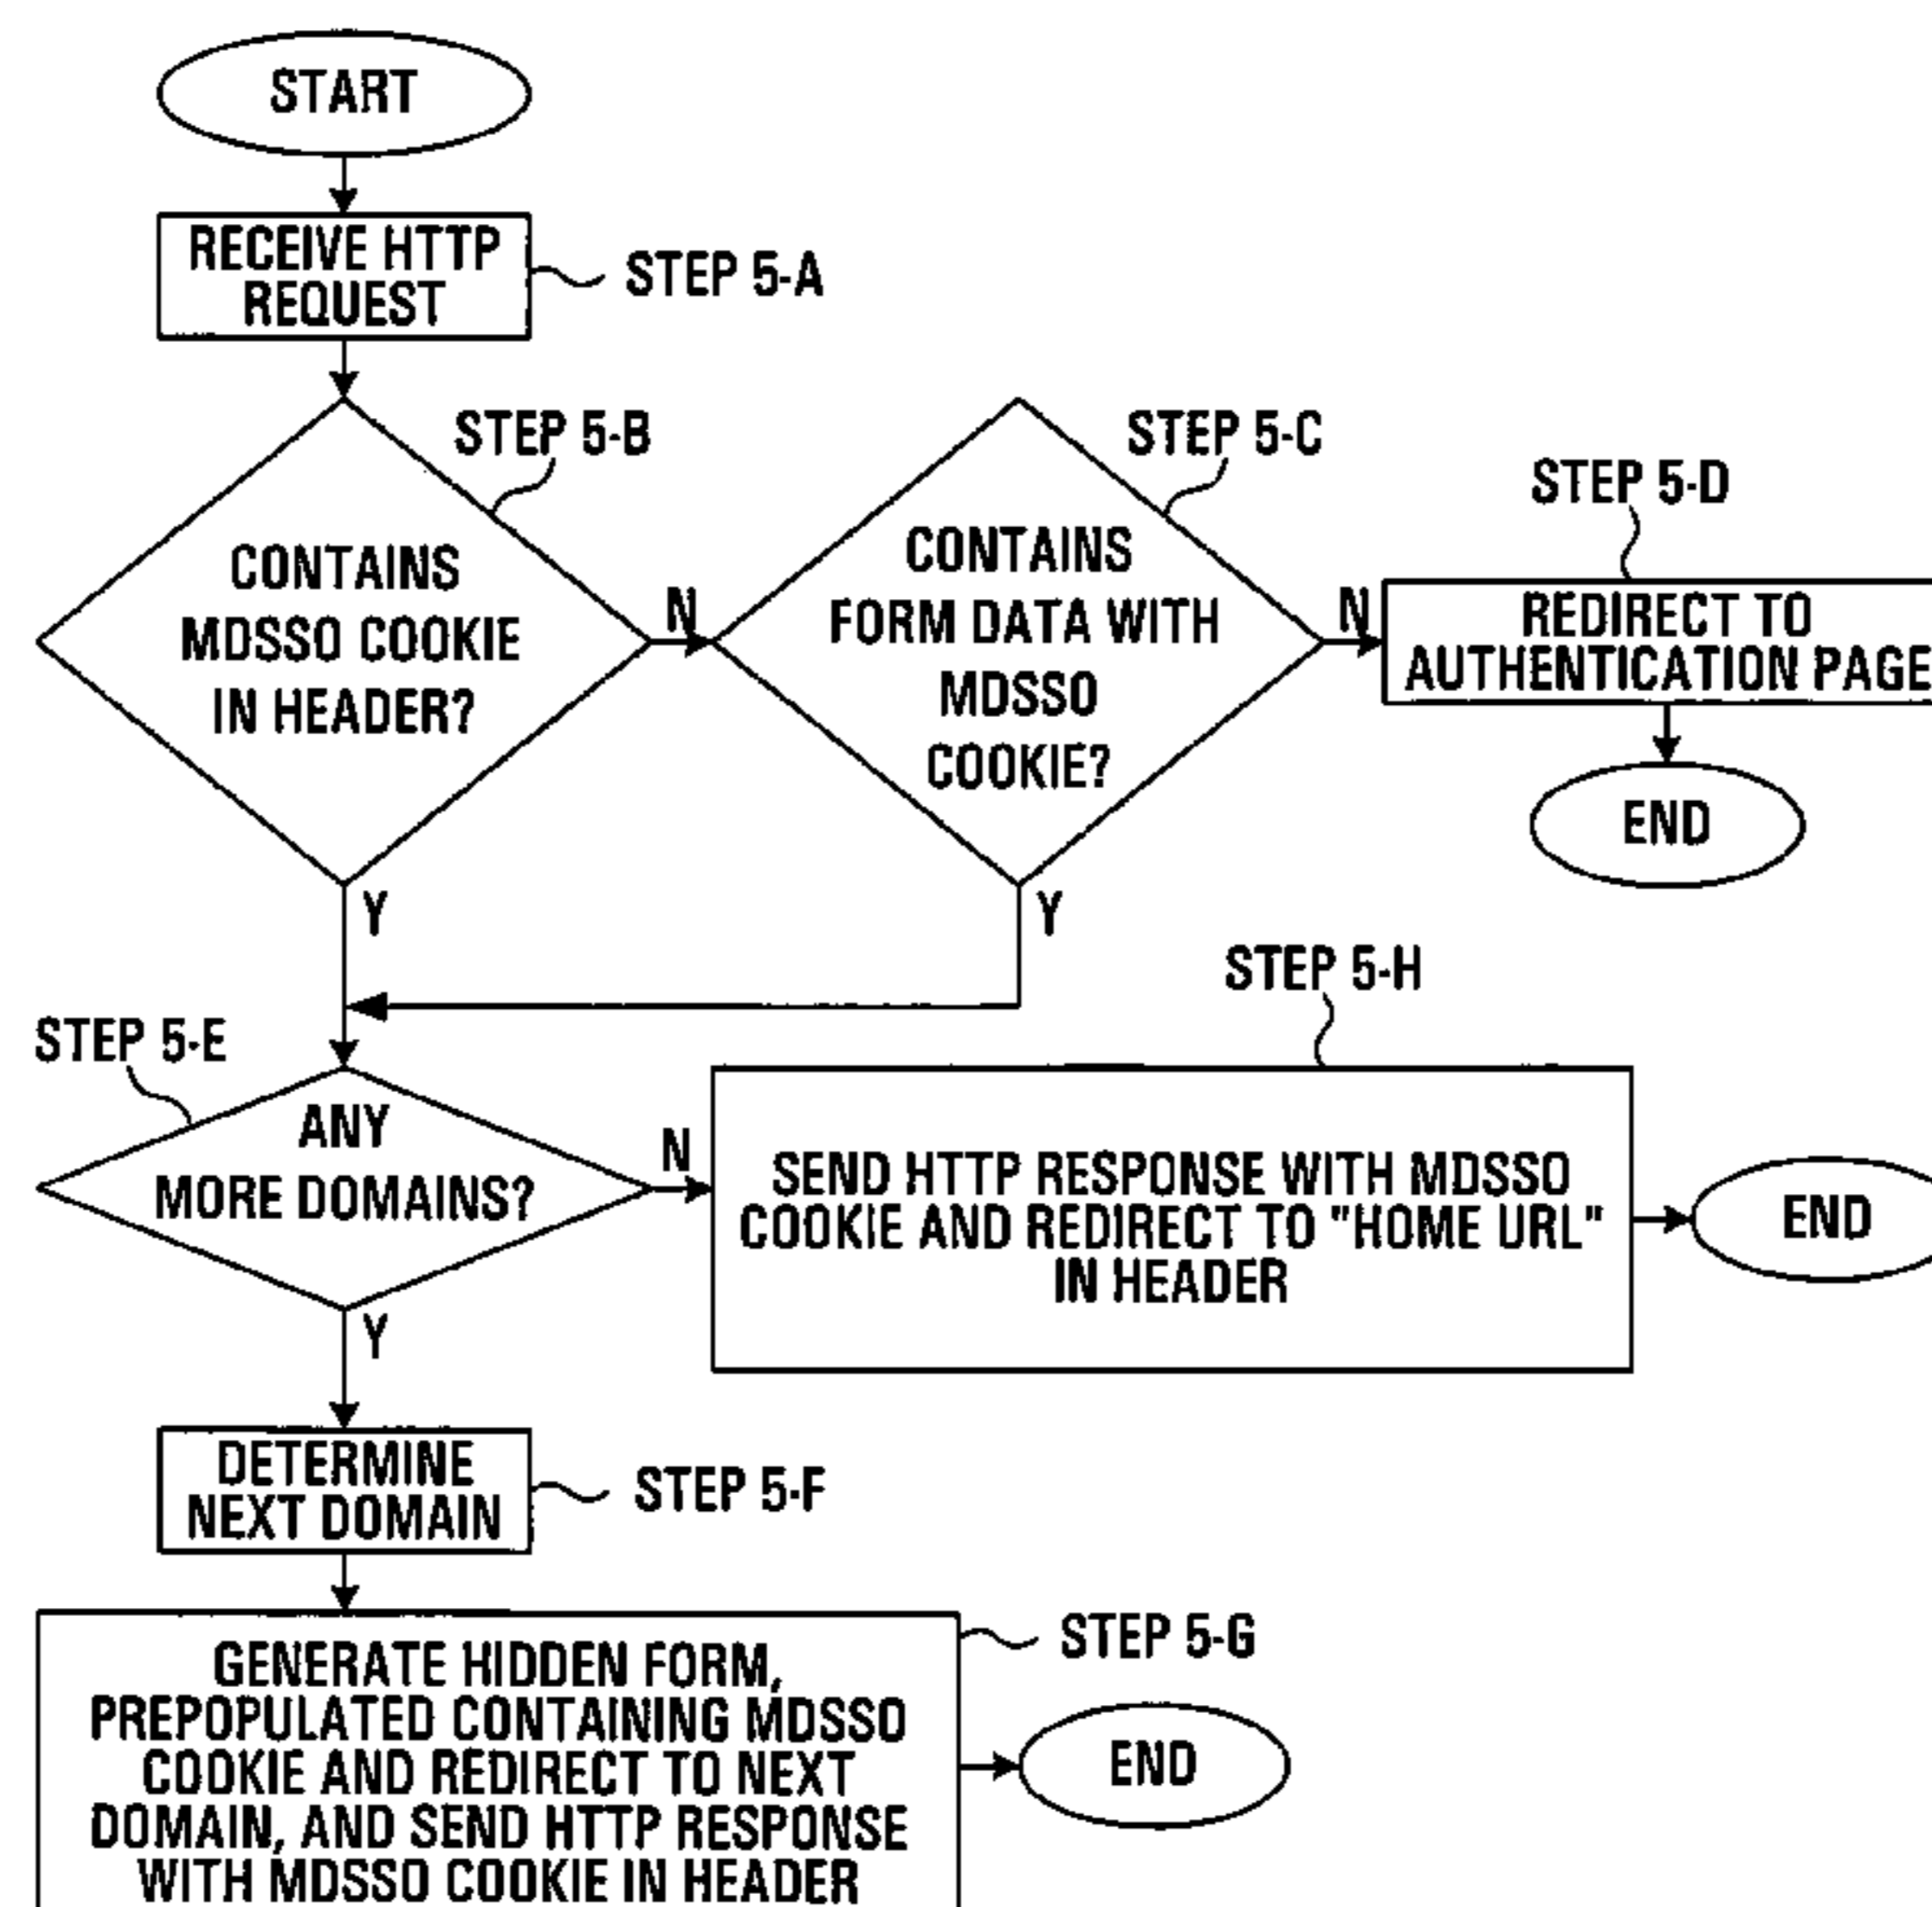 START
RECEIVE HTTP
REQUEST
STEP 5-A
STEP 5-B
CONTAINS
MDSSO COOKIE
IN HEADER?
N
Y
STEP 5-C
CONTAINS
FORM DATA WITH
MDSSO
COOKIE?
N
Y
STEP 5-D
REDIRECT TO
AUTHENTICATION PAGE
END
STEP 5-E
ANY
MORE DOMAINS?
N
Y
STEP 5-H
SEND HTTP RESPONSE WITH MDSSO
COOKIE AND REDIRECT TO "HOME URL"
IN HEADER
END
DETERMINE
NEXT DOMAIN
STEP 5-F
GENERATE HIDDEN FORM,
PREPOPULATED CONTAINING MDSSO
COOKIE AND REDIRECT TO NEXT
DOMAIN, AND SEND HTTP RESPONSE
WITH MDSSO COOKIE IN HEADER
STEP 5-G
END